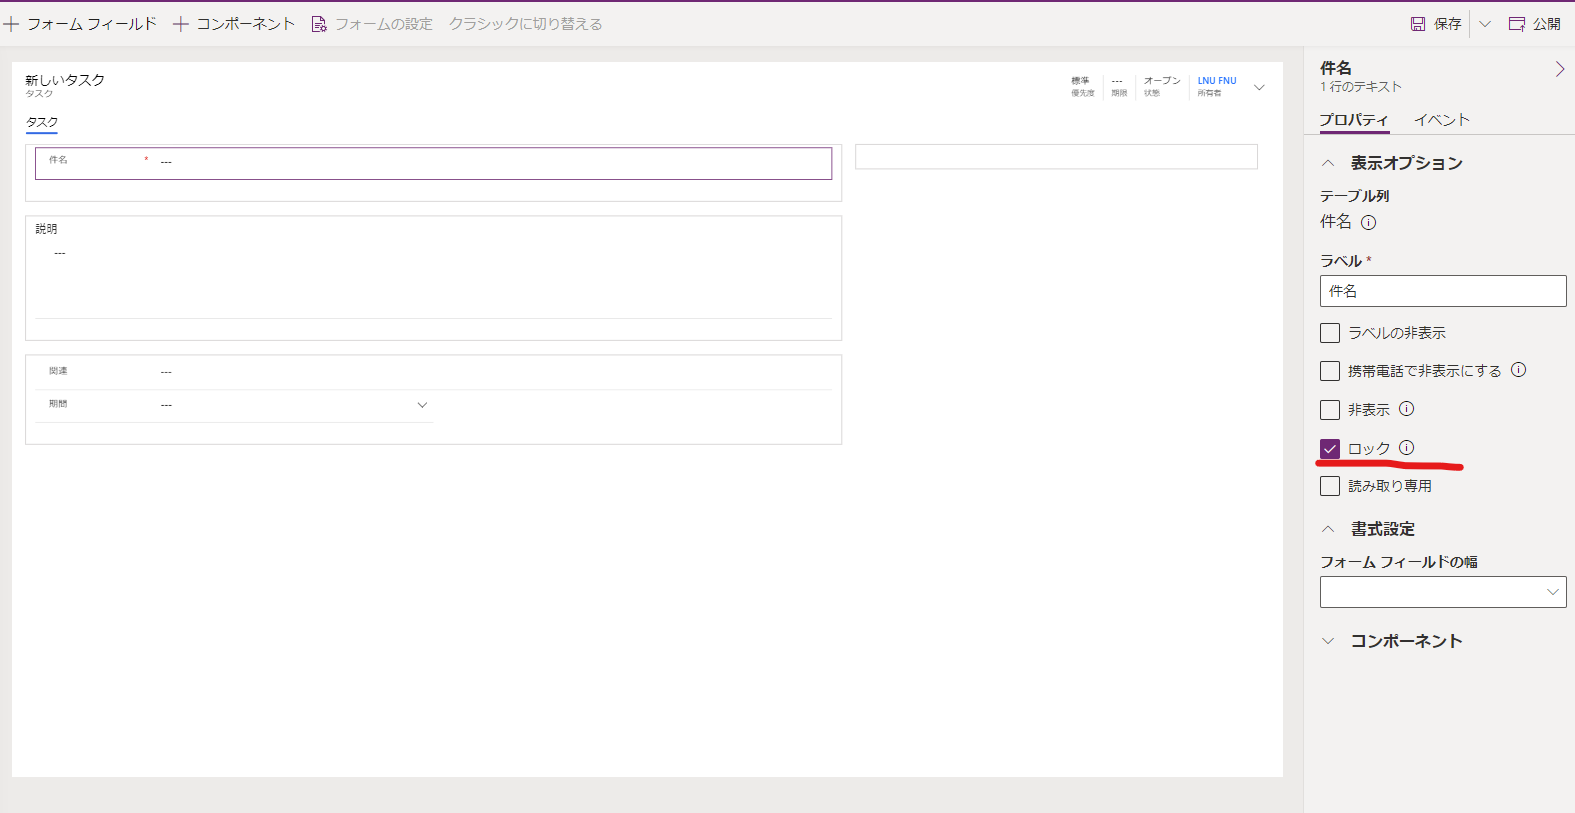 フォーム フィールド コンポーネント フォームの設定 クラシックに切り替える 保存 公開
新しいタスク
タスク
標準 --- オープン LNU FNU
優先度 期限 状態 所有者
タスク
件名 * ---
説明
---
関連 ---
期間 ---
件名
1 行のテキスト
プロパティ イベント
表示オプション
テーブル列
件名
ラベル *
件名
ラベルの非表示
携帯電話で非表示にする
非表示
ロック
読み取り専用
書式設定
フォーム フィールドの幅
コンポーネント